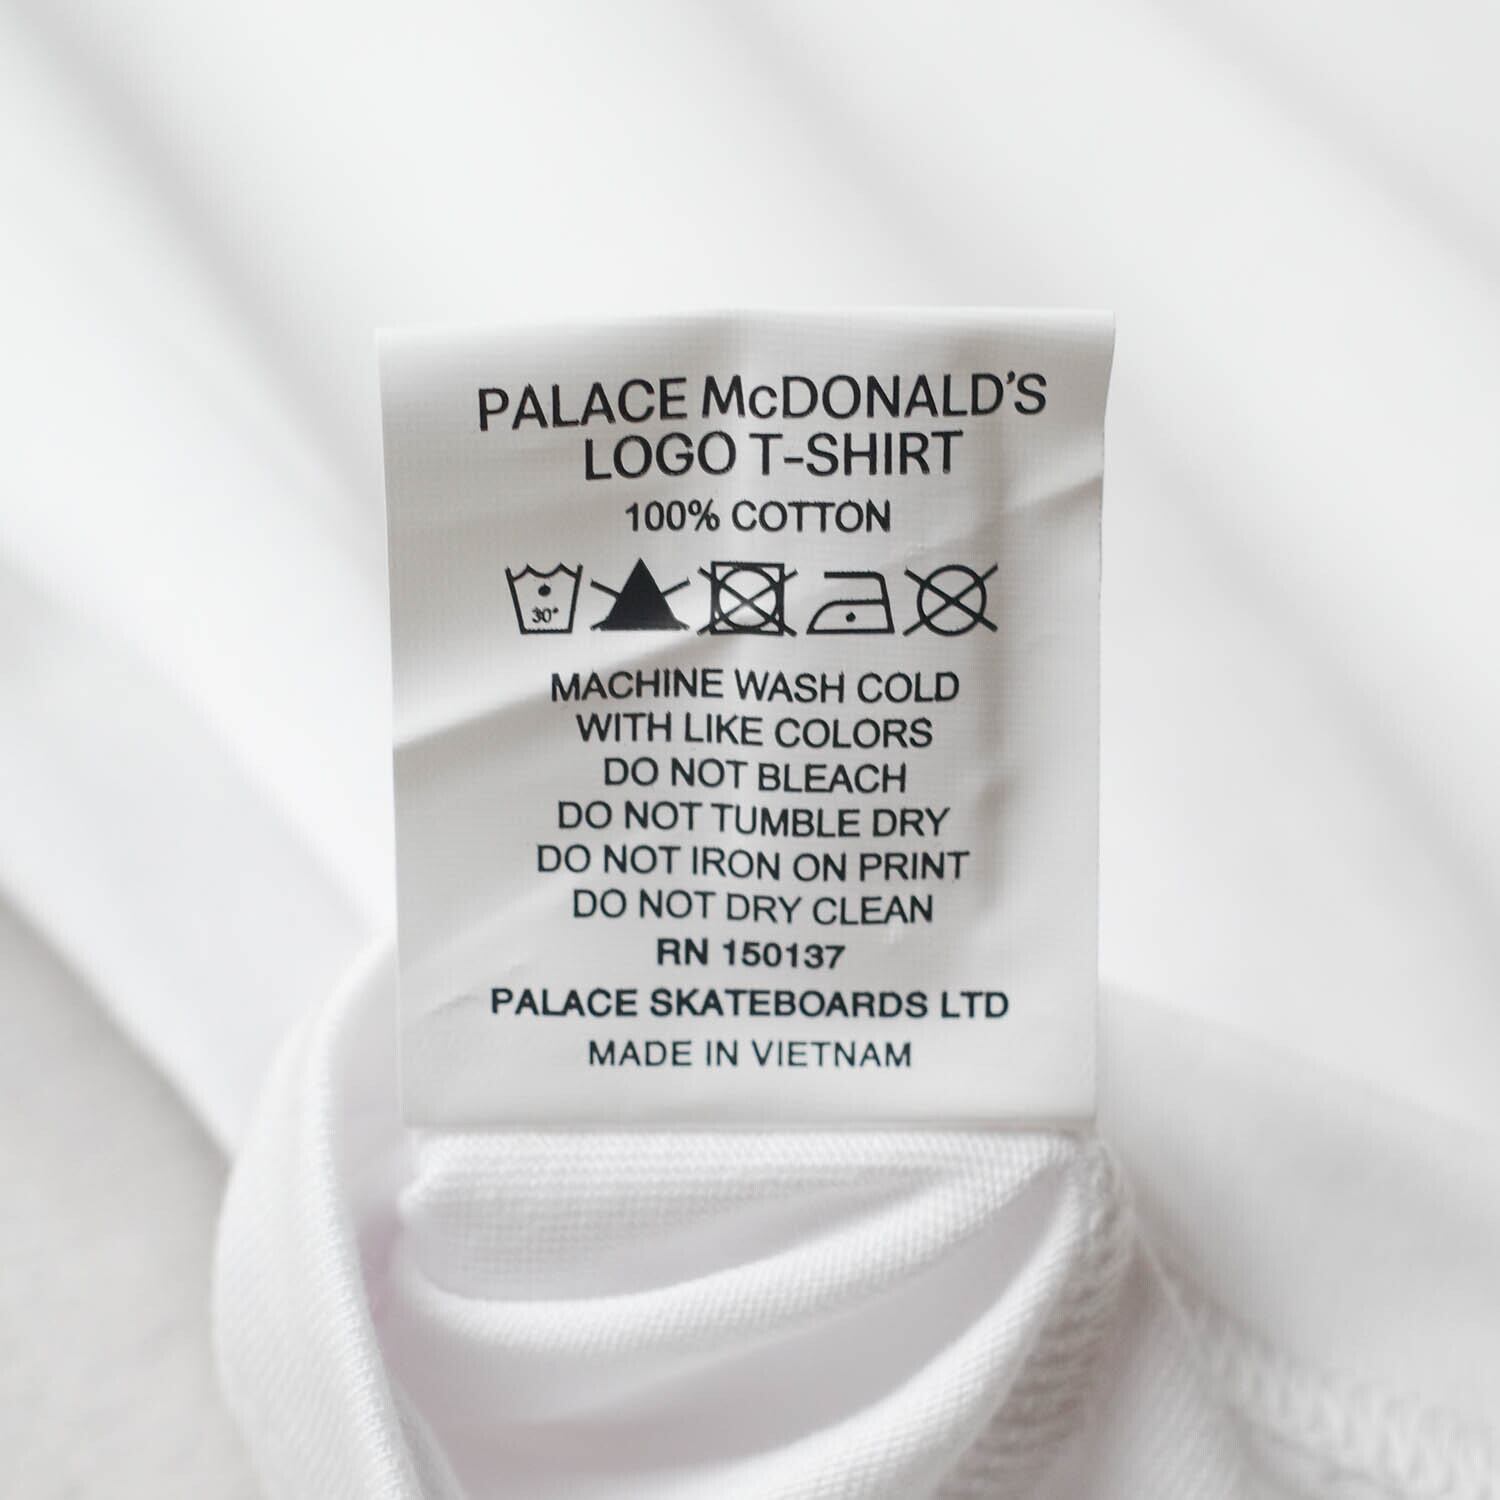 PALACE McDONALD'S
LOGO T-SHIRT
100% COTTON
30°
MACHINE WASH COLD
WITH LIKE COLORS
DO NOT BLEACH
DO NOT TUMBLE DRY
DO NOT IRON ON PRINT
DO NOT DRY CLEAN
RN 150137
PALACE SKATEBOARDS LTD
MADE IN VIETNAM